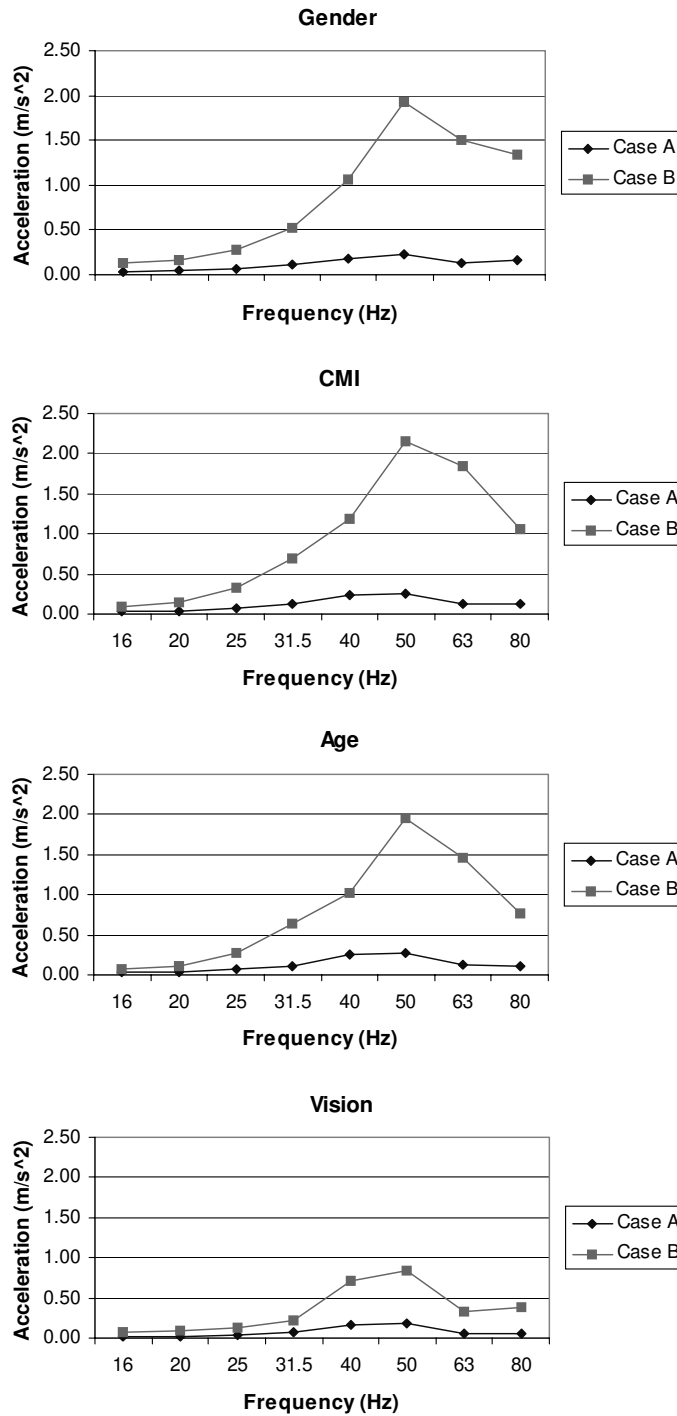 Gender
Acceleration (m/s^2)
2.50
2.00
1.50
1.00
0.50
0.00
Frequency (Hz)
Case A
Case B
CMI
Acceleration (m/s^2)
2.50
2.00
1.50
1.00
0.50
0.00
16 20 25 31.5 40 50 63 80
Frequency (Hz)
Case A
Case B
Age
Acceleration (m/s^2)
2.50
2.00
1.50
1.00
0.50
0.00
16 20 25 31.5 40 50 63 80
Frequency (Hz)
Case A
Case B
Vision
Acceleration (m/s^2)
2.50
2.00
1.50
1.00
0.50
0.00
16 20 25 31.5 40 50 63 80
Frequency (Hz)
Case A
Case B